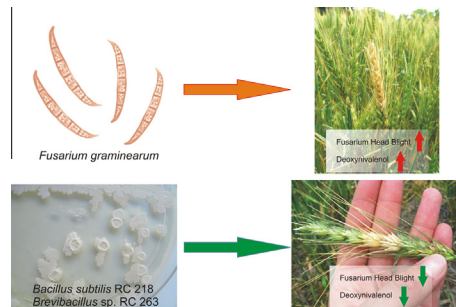 Fusarium graminearum
Fusarium Head Blight
Deoxynivalenol
Bacillus subtilis RC 218
Brevibacillus sp. RC 263
Fusarium Head Blight
Deoxynivalenol